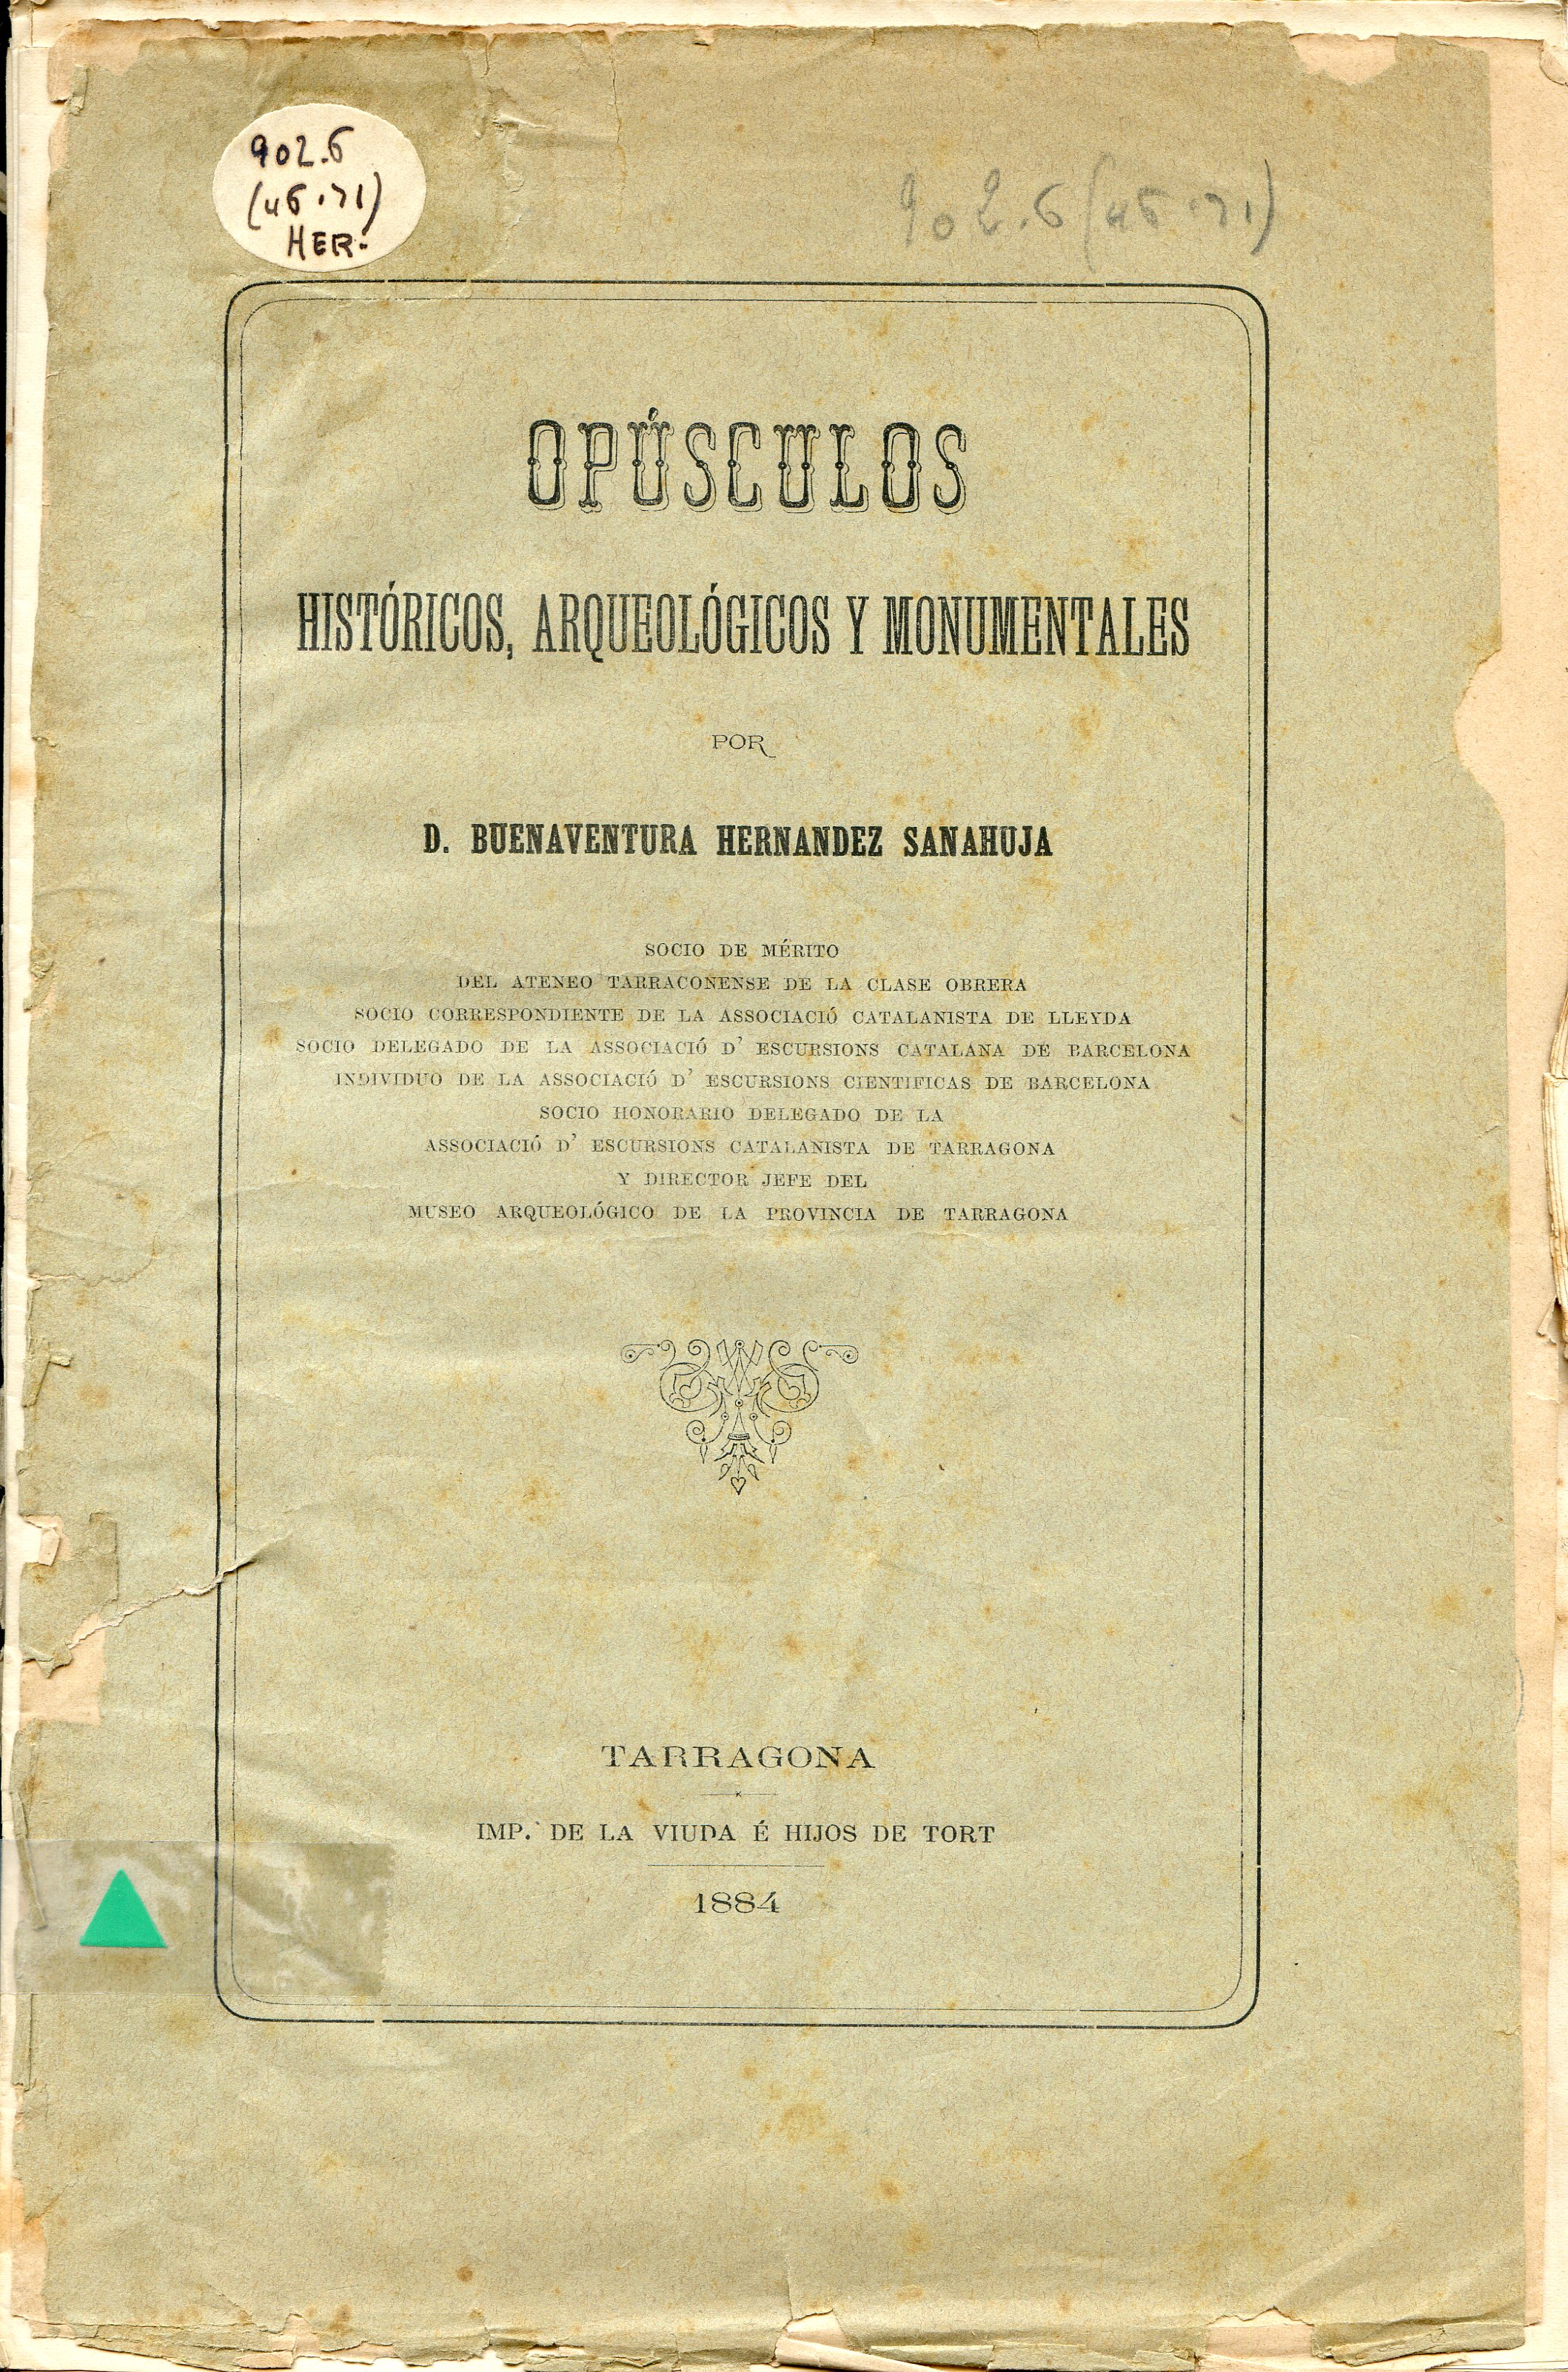 902.6
(46.71)
HER.
902.6(46.71)
OPÚSCULOS
HISTÓRICOS, ARQUEOLÓGICOS Y MONUMENTALES
POR
D. BUENAVENTURA HERNANDEZ SANAHUJA
SOCIO DE MÉRITO
DEL ATENEO TARRACONENSE DE LA CLASE OBRERA
SOCIO CORRESPONDIENTE DE LA ASSOCIACIÓ CATALANISTA DE LLEYDA
SOCIO DELEGADO DE LA ASSOCIACIÓ D' ESCURSIONS CATALANA DE BARCELONA
INDIVIDUO DE LA ASSOCIACIÓ D' ESCURSIONS CIENTIFICAS DE BARCELONA
SOCIO HONORARIO DELEGADO DE LA
ASSOCIACIÓ D' ESCURSIONS CATALANISTA DE TARRAGONA
Y DIRECTOR JEFE DEL
MUSEO ARQUEOLÓGICO DE LA PROVINCIA DE TARRAGONA
TARRAGONA
IMP. DE LA VIUDA É HIJOS DE TORT
1884